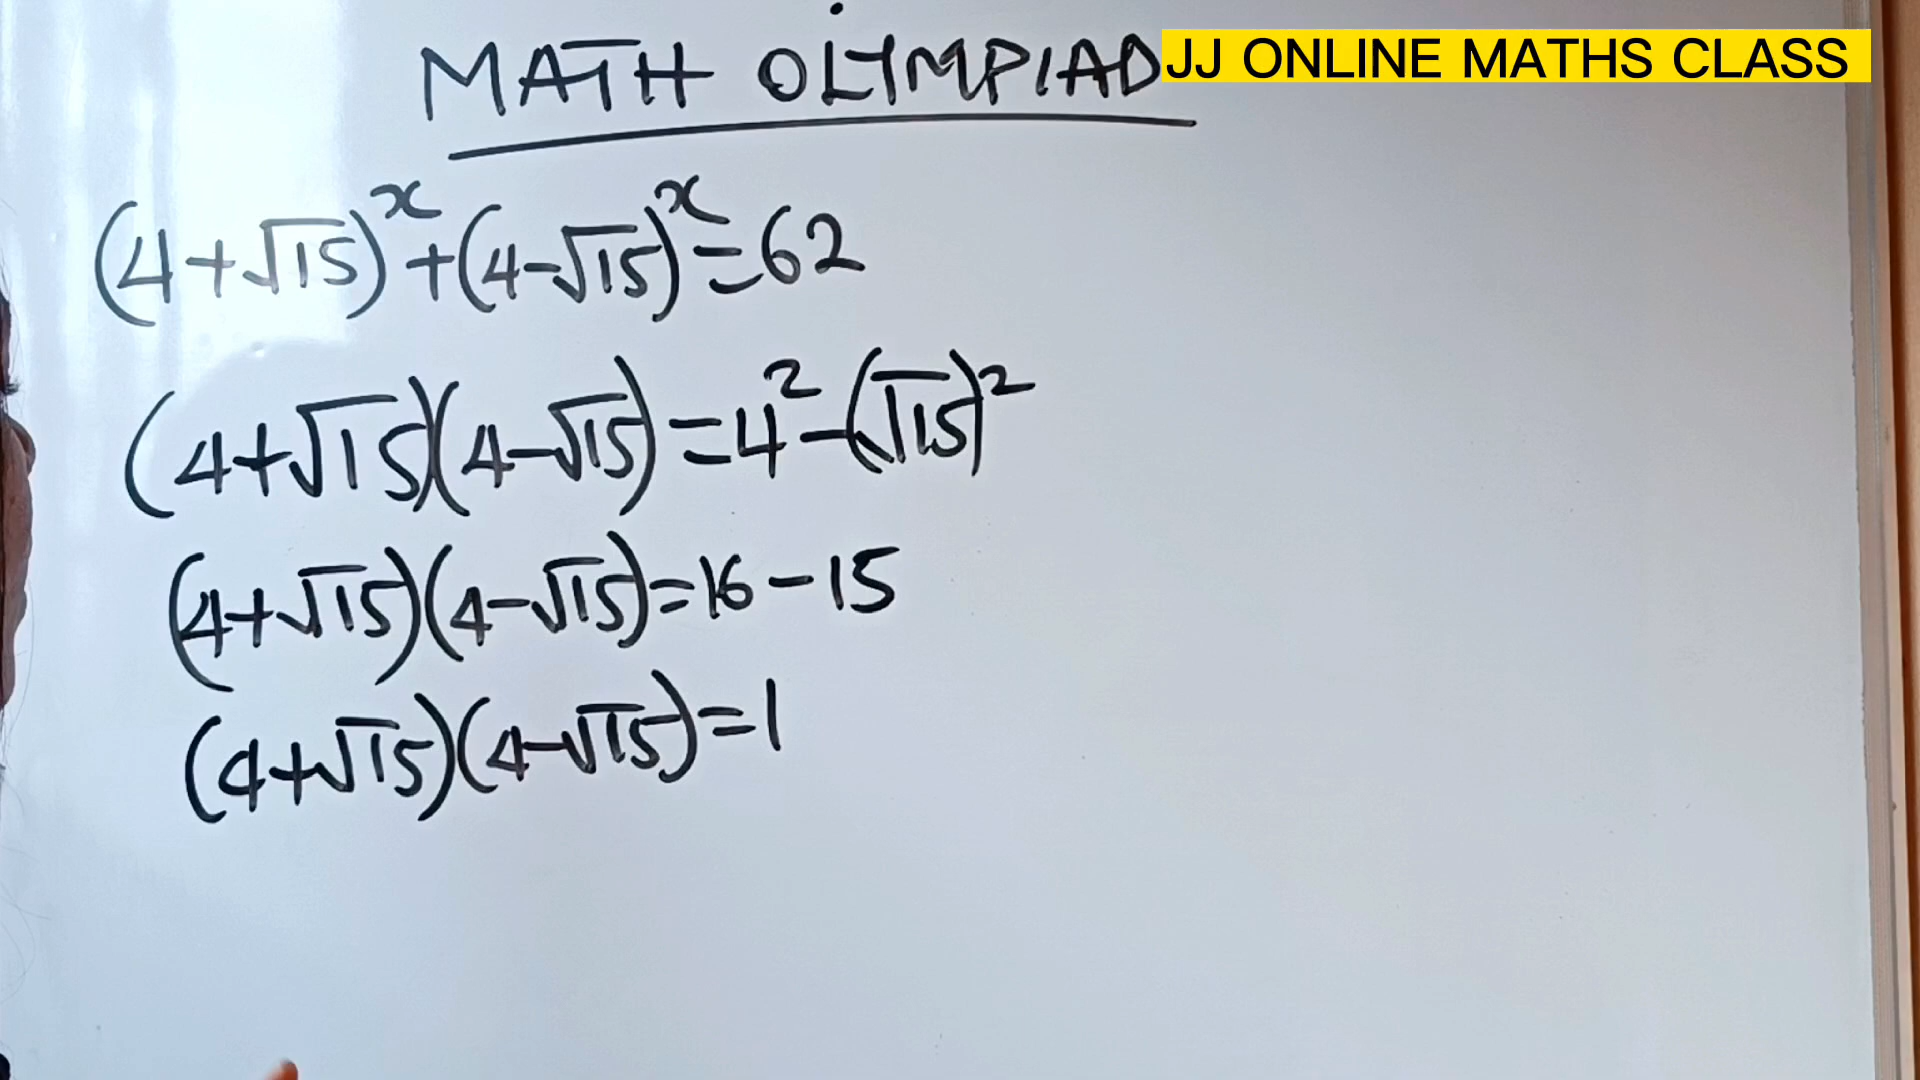 MATH OLYMPIAD JJ ONLINE MATHS CLASS
(4+√15)^x+(4-√15)^x=62
(4+√15)(4-√15)=4²-(√15)²
(4+√15)(4-√15)=16-15
(4+√15)(4-√15)=1